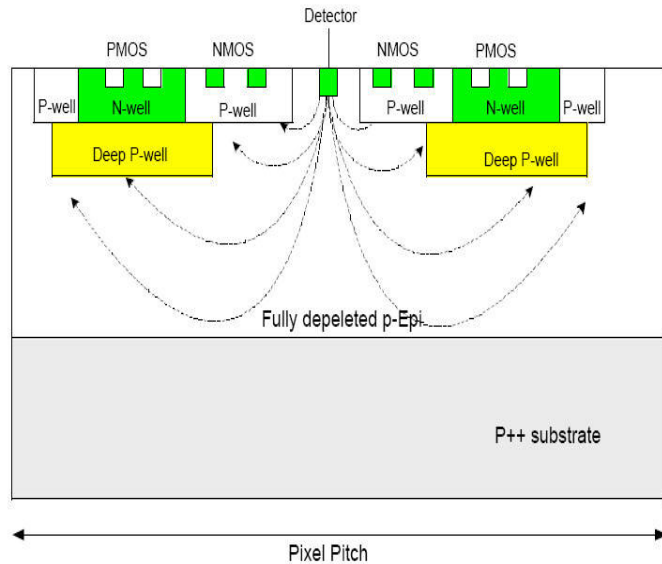 Detector
PMOS NMOS NMOS PMOS
P-well N-well P-well P-well N-well P-well
Deep P-well Deep P-well
Fully depeleted p-Epi
P++ substrate
Pixel Pitch